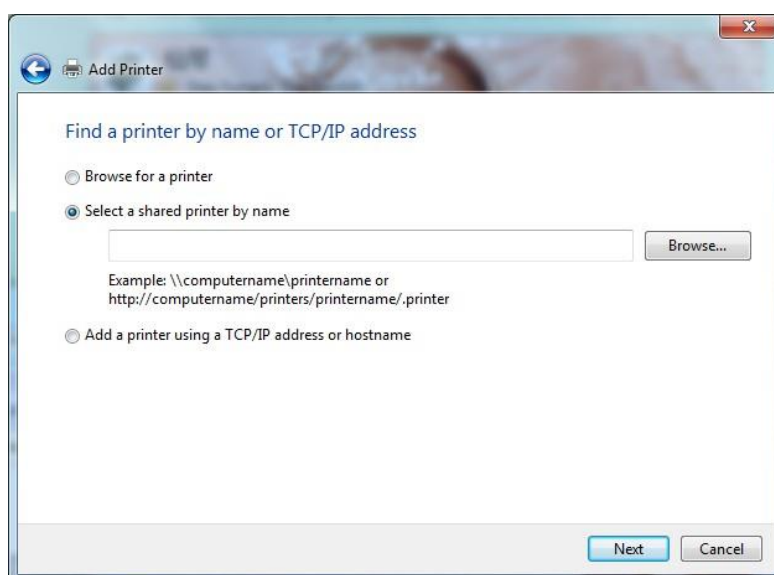 Add Printer
Find a printer by name or TCP/IP address
Browse for a printer
Select a shared printer by name
Browse...
Example: \\computername\printername or
http://computername/printers/printername/.printer
Add a printer using a TCP/IP address or hostname
Next
Cancel